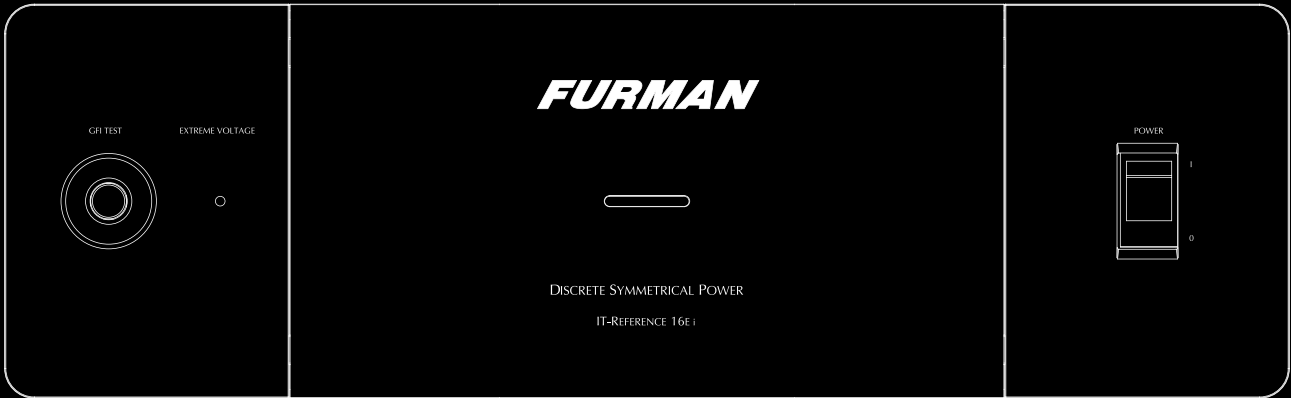 FURMAN
GFI TEST
EXTREME VOLTAGE
POWER
I
0
DISCRETE SYMMETRICAL POWER
IT-REFERENCE 16E i